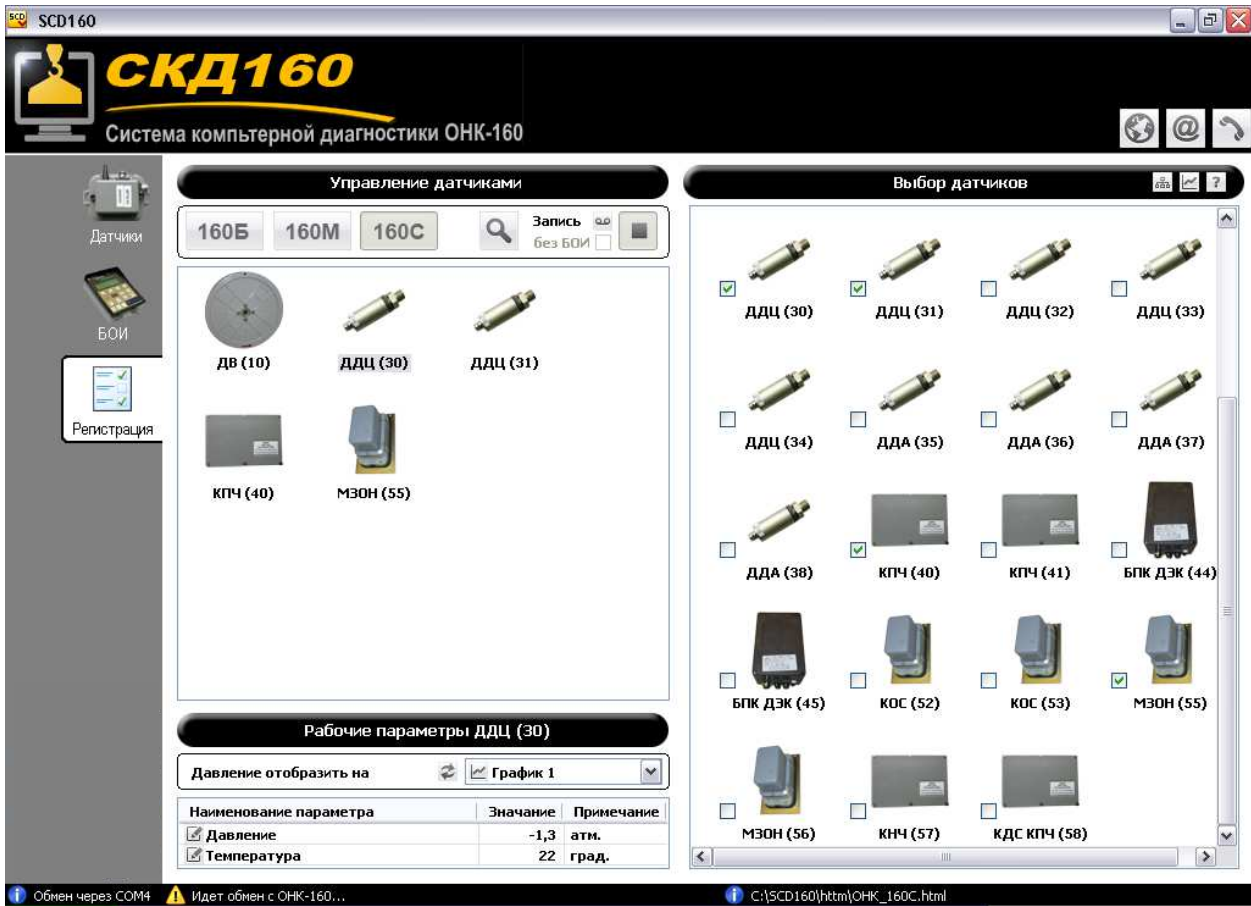 SCD160
СКД160
Система компьтерной диагностики ОНК-160
Датчики
БОИ
Регистрация
Управление датчиками
160Б 160М 160С Запись
без БОИ
ДВ (10) ДДЦ (30) ДДЦ (31)
КПЧ (40) МЗОН (55)
Рабочие параметры ДДЦ (30)
Давление отобразить на График 1
Наименование параметра Значание Примечание
Давление -1,3 атм.
Температура 22 град.
Выбор датчиков
ДДЦ (30) ДДЦ (31) ДДЦ (32) ДДЦ (33)
ДДЦ (34) ДДА (35) ДДА (36) ДДА (37)
ДДА (38) КПЧ (40) КПЧ (41) БПК ДЭК (44)
БПК ДЭК (45) КОС (52) КОС (53) МЗОН (55)
МЗОН (56) КНЧ (57) КДС КПЧ (58)
Обмен через COM4 Идет обмен с ОНК-160... C:\SCD160\httm\ОНК_160С.html